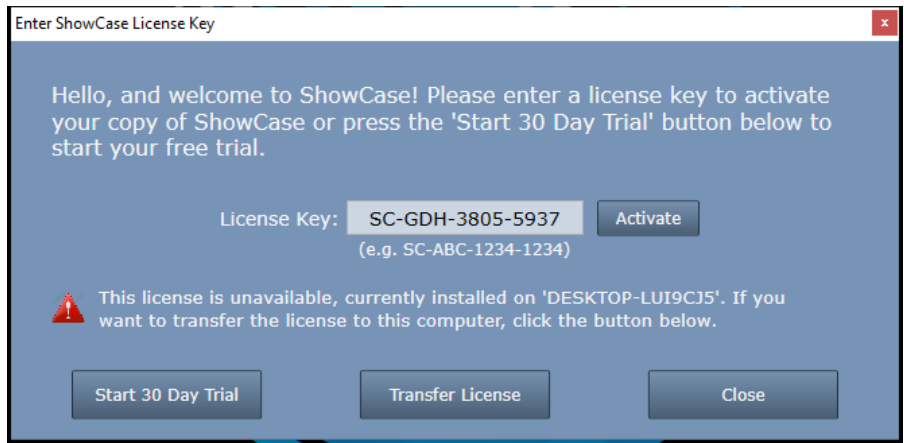 Enter ShowCase License Key
x
Hello, and welcome to ShowCase! Please enter a license key to activate
your copy of ShowCase or press the 'Start 30 Day Trial' button below to
start your free trial.
License Key: SC-GDH-3805-5937 Activate
(e.g. SC-ABC-1234-1234)
This license is unavailable, currently installed on 'DESKTOP-LUI9CJ5'. If you
want to transfer the license to this computer, click the button below.
Start 30 Day Trial Transfer License Close